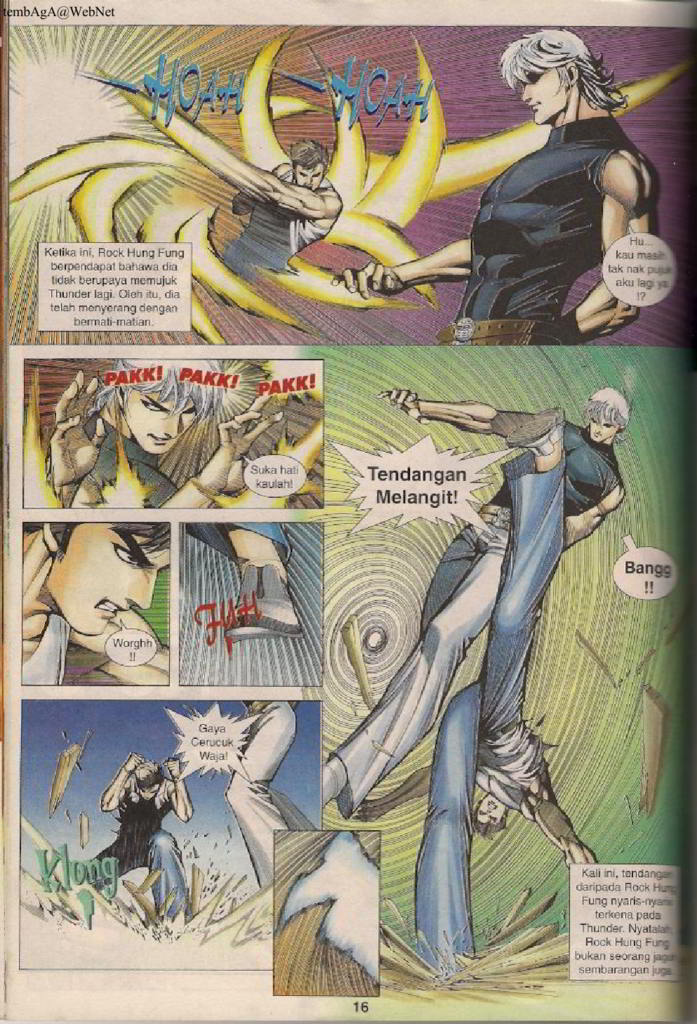 tembAgA@WebNet
HOAH HOAH
Ketika ini, Rock Hung Fung
berpendapat bahawa dia
tidak berupaya memujuk
Thunder lagi. Oleh itu, dia
telah menyerang dengan
bermati-matian.
Hu...
kau masih
tak nak pujuk
aku lagi ya
!?
PAKK! PAKK! PAKK!
Suka hati
kaulah!
Tendangan
Melangit!
Bangg
!!
Worghh
!!
FUH
Gaya
Cerucuk
Waja!
Klong
!
Kali ini, tendangan
daripada Rock Hung
Fung nyaris-nyaris
terkena pada
Thunder. Nyatalah,
Rock Hung Fung
bukan seorang jaguh
sembarangan juga.
16